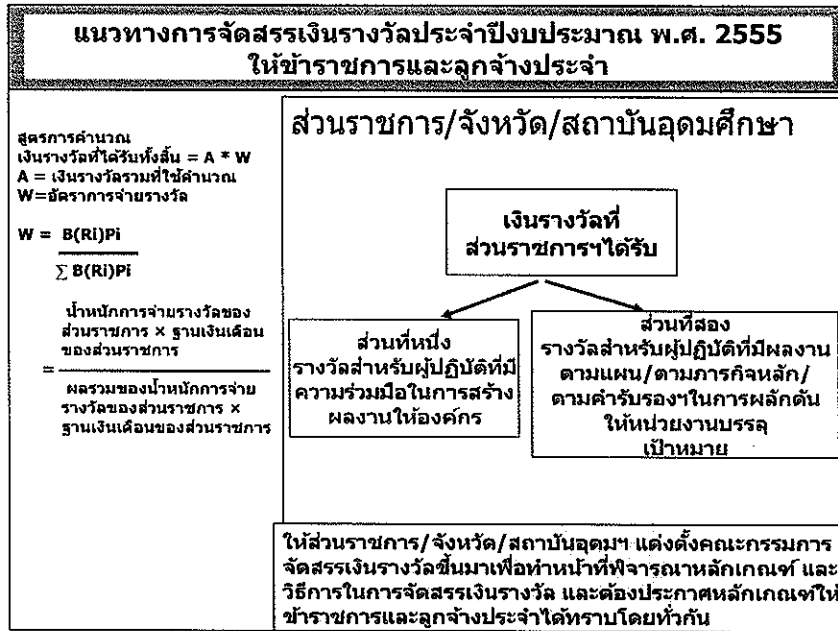 แนวทางการจัดสรรเงินรางวัลประจำปีงบประมาณ พ.ศ. 2555
ให้ข้าราชการและลูกจ้างประจำ
สูตรการคำนวณ
เงินรางวัลที่ได้รับทั้งสิ้น = A * W
A = เงินรางวัลรวมที่ใช้คำนวณ
W=อัตราการจ่ายรางวัล
W = B(Ri)Pi
∑ B(Ri)Pi
น้ำหนักการจ่ายรางวัลของ
ส่วนราชการ × ฐานเงินเดือน
ของส่วนราชการ
=
ผลรวมของน้ำหนักการจ่าย
รางวัลของส่วนราชการ ×
ฐานเงินเดือนของส่วนราชการ
ส่วนราชการ/จังหวัด/สถาบันอุดมศึกษา
เงินรางวัลที่
ส่วนราชการฯได้รับ
ส่วนที่หนึ่ง
รางวัลสำหรับผู้ปฏิบัติที่มี
ความร่วมมือในการสร้าง
ผลงานให้องค์กร
ส่วนที่สอง
รางวัลสำหรับผู้ปฏิบัติที่มีผลงาน
ตามแผน/ตามภารกิจหลัก/
ตามคำรับรองฯในการผลักดัน
ให้หน่วยงานบรรลุ
เป้าหมาย
ให้ส่วนราชการ/จังหวัด/สถาบันอุดมฯ แต่งตั้งคณะกรรมการ
จัดสรรเงินรางวัลขึ้นมาเพื่อทำหน้าที่พิจารณาหลักเกณฑ์ และ
วิธีการในการจัดสรรเงินรางวัล และต้องประกาศหลักเกณฑ์ให้
ข้าราชการและลูกจ้างประจำได้ทราบโดยทั่วกัน